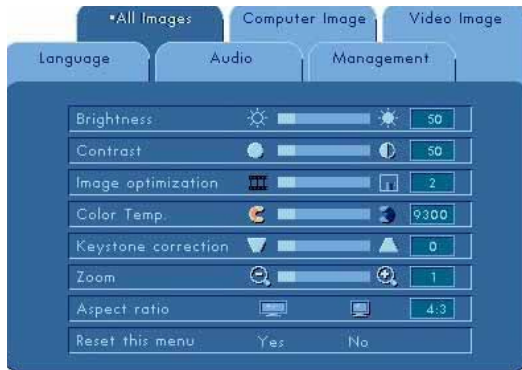 •All Images Computer Image Video Image
Language Audio Management
Brightness 50
Contrast 50
Image optimization 2
Color Temp. 9300
Keystone correction 0
Zoom 1
Aspect ratio 4:3
Reset this menu Yes No